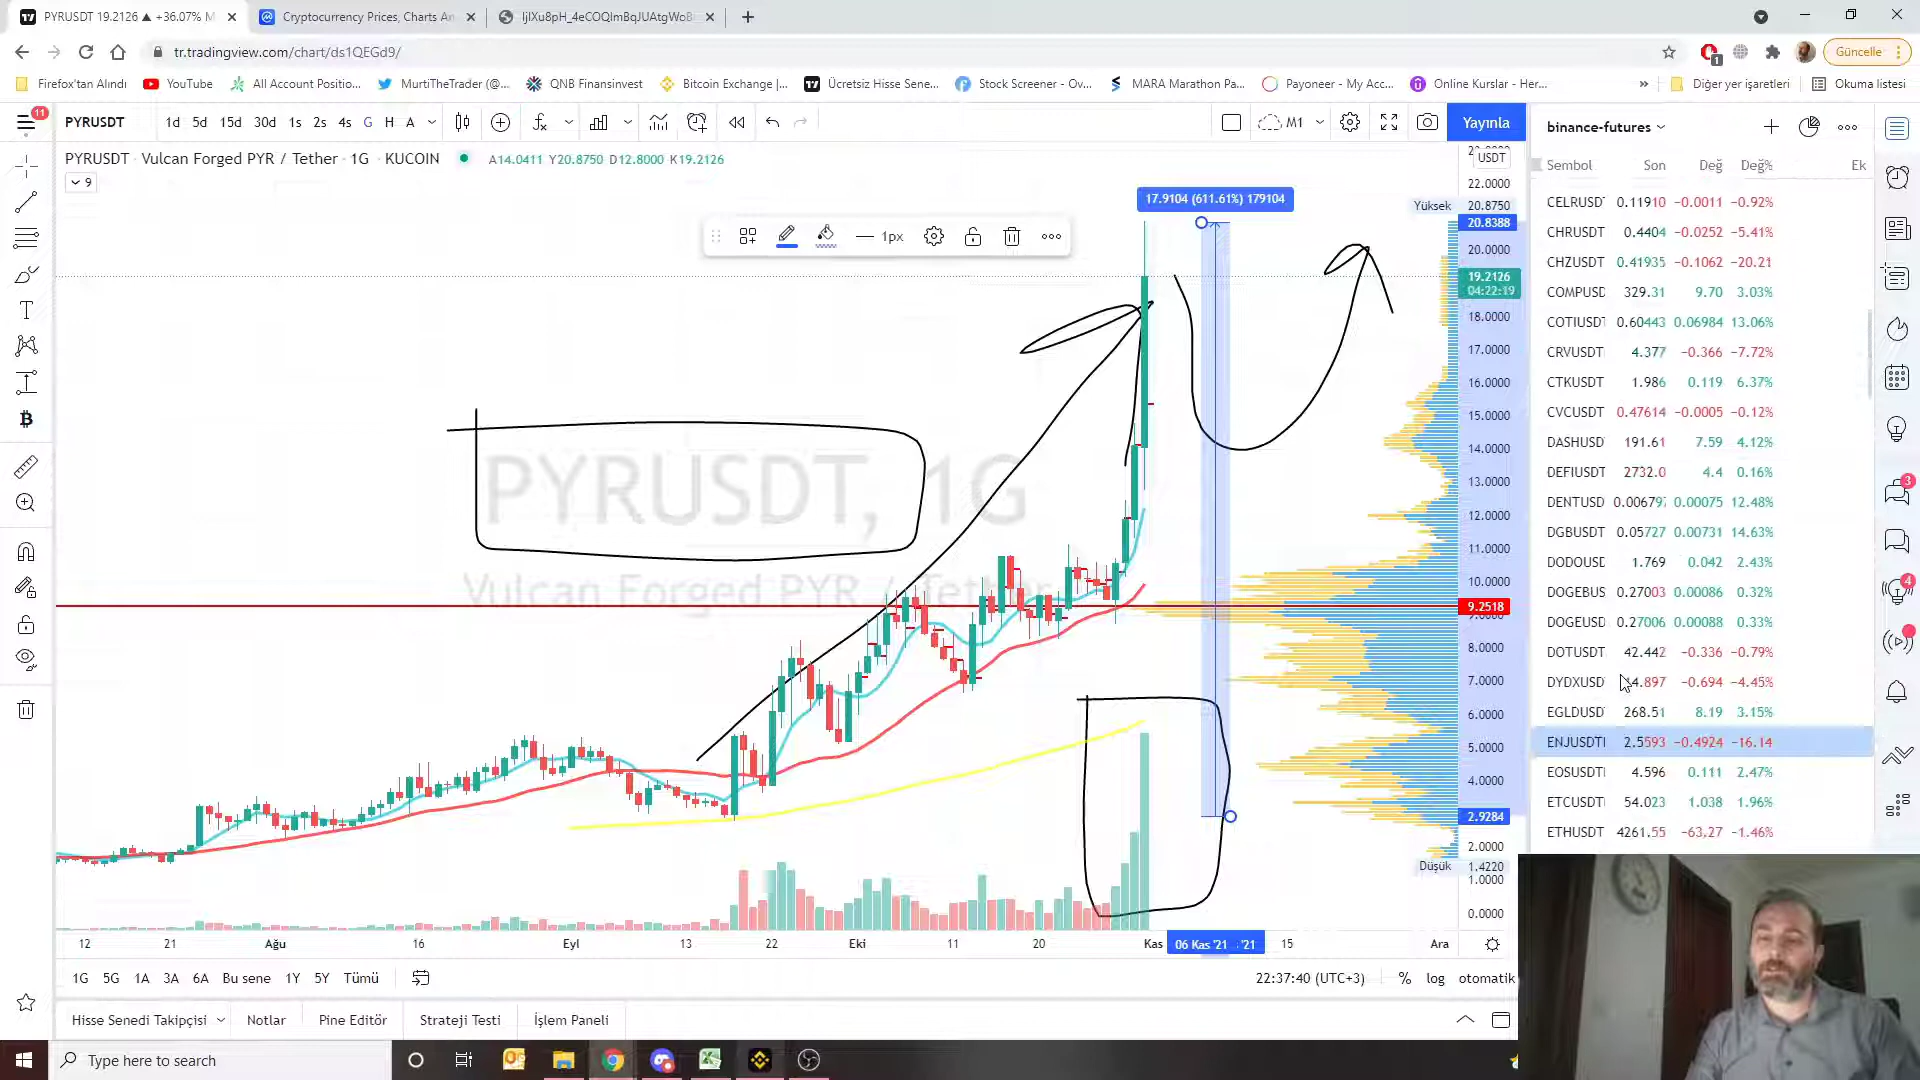 PYRUSDT 19.2126 ▲ +36.07% M
Cryptocurrency Prices, Charts An
tr.tradingview.com/chart/ds1QEGd9/
Güncelle
Firefox'tan Alındı
YouTube
All Account Positio...
MurtiTheTrader (@...
QNB Finansinvest
Bitcoin Exchange |...
Ücretsiz Hisse Sene...
Stock Screener - Ov...
MARA Marathon Pa...
Payoneer - My Acc...
Online Kurslar - Her...
»
Diğer yer işaretleri
Okuma listesi
11
PYRUSDT
1d 5d 15d 30d 1s 2s 4s G H A
M1
Yayınla
PYRUSDT · Vulcan Forged PYR / Tether · 1G · KUCOIN
A14.0411 Y20.8750 D12.8000 K19.2126
9
USDT
17.9104 (611.61%) 179104
1px
PYRUSDT, 1G
Vulcan Forged PYR / Tether
22.0000
Yüksek 20.8750
20.8388
20.0000
19.2126
04:22:19
18.0000
17.0000
16.0000
15.0000
14.0000
13.0000
12.0000
11.0000
10.0000
9.2518
8.0000
7.0000
6.0000
5.0000
4.0000
2.9284
2.0000
Düşük 1.4220
1.0000
0.0000
12 21 Ağu 16 Eyl 13 22 Eki 11 20 Kas 06 Kas '21 '21 15 Ara
1G 5G 1A 3A 6A Bu sene 1Y 5Y Tümü
22:37:40 (UTC+3) % log otomatik
Hisse Senedi Takipçisi Notlar Pine Editör Strateji Testi İşlem Paneli
binance-futures
Sembol Son Değ Değ% Ek
CELRUSDT 0.11910 −0.0011 −0.92%
CHRUSDT 0.4404 −0.0252 −5.41%
CHZUSDT 0.41935 −0.1062 −20.21
COMPUSD 329.31 9.70 3.03%
COTIUSDT 0.60443 0.06984 13.06%
CRVUSDT 4.377 −0.366 −7.72%
CTKUSDT 1.986 0.119 6.37%
CVCUSDT 0.47614 −0.0005 −0.12%
DASHUSD 191.61 7.59 4.12%
DEFIUSDT 2732.0 4.4 0.16%
DENTUSD 0.006797 0.00075 12.48%
DGBUSDT 0.05727 0.00731 14.63%
DODOUSD 1.769 0.042 2.43%
DOGEBUS 0.27003 0.00086 0.32%
DOGEUSD 0.27006 0.00088 0.33%
DOTUSDT 42.442 −0.336 −0.79%
DYDXUSD 4.897 −0.694 −4.45%
EGLDUSD 268.51 8.19 3.15%
ENJUSDT 2.5593 −0.4924 −16.14
EOSUSDT 4.596 0.111 2.47%
ETCUSDT 54.023 1.038 1.96%
ETHUSDT 4261.55 −63,27 −1.46%
3
4
Type here to search